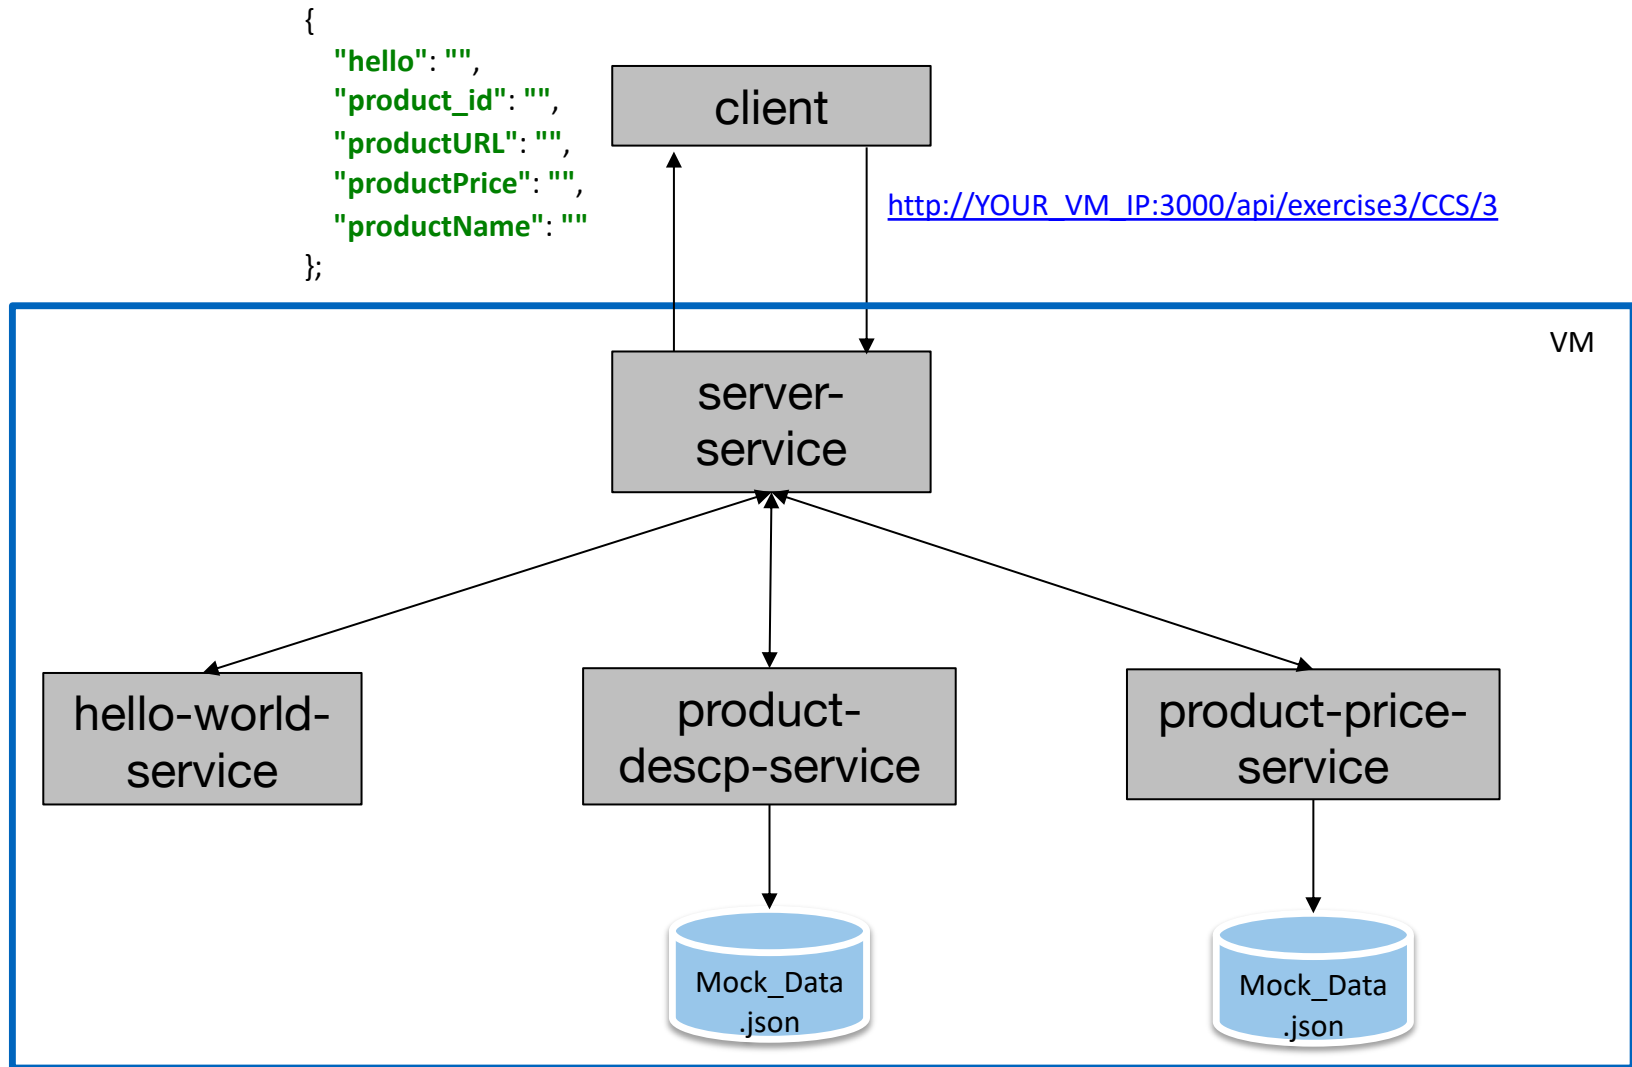 {
"hello": "",
"product_id": "",
"productURL": "",
"productPrice": "",
"productName": ""
};
client
http://YOUR_VM_IP:3000/api/exercise3/CCS/3
VM
server-
service
hello-world-
service
product-
descp-service
product-price-
service
Mock_Data
.json
Mock_Data
.json